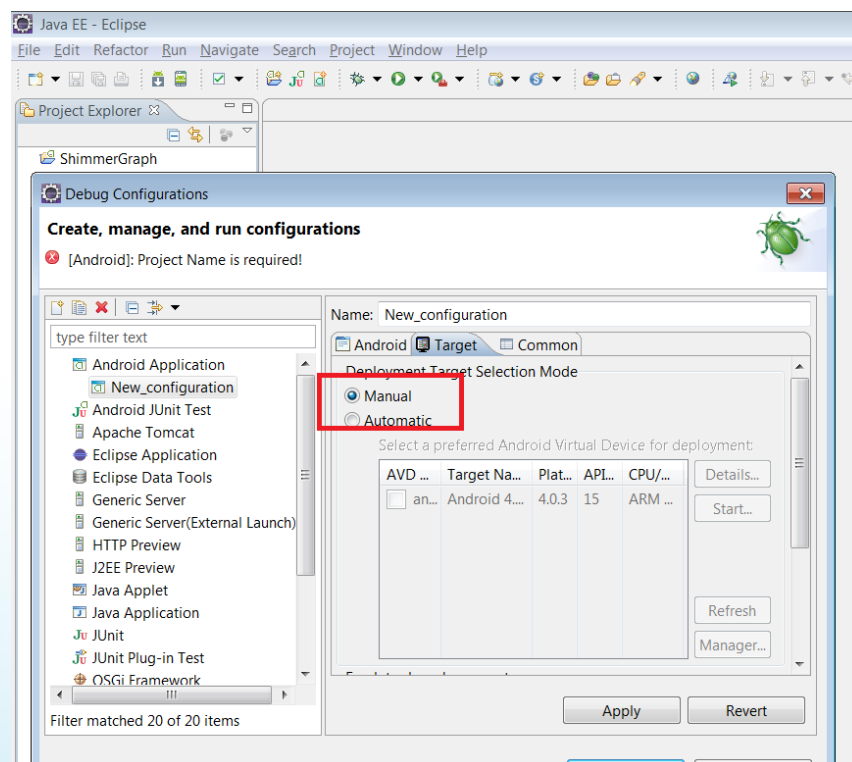 Java EE - Eclipse
File Edit Refactor Run Navigate Search Project Window Help
Project Explorer
ShimmerGraph
Debug Configurations
Create, manage, and run configurations
[Android]: Project Name is required!
type filter text
Android Application
New_configuration
Android JUnit Test
Apache Tomcat
Eclipse Application
Eclipse Data Tools
Generic Server
Generic Server(External Launch)
HTTP Preview
J2EE Preview
Java Applet
Java Application
JUnit
JUnit Plug-in Test
OSGi Framework
Filter matched 20 of 20 items
Name: New_configuration
Android Target Common
Deployment Target Selection Mode
Manual
Automatic
Select a preferred Android Virtual Device for deployment:
AVD ... Target Na... Plat... API... CPU/... Details...
an... Android 4.... 4.0.3 15 ARM ... Start...
Refresh
Manager...
Apply Revert